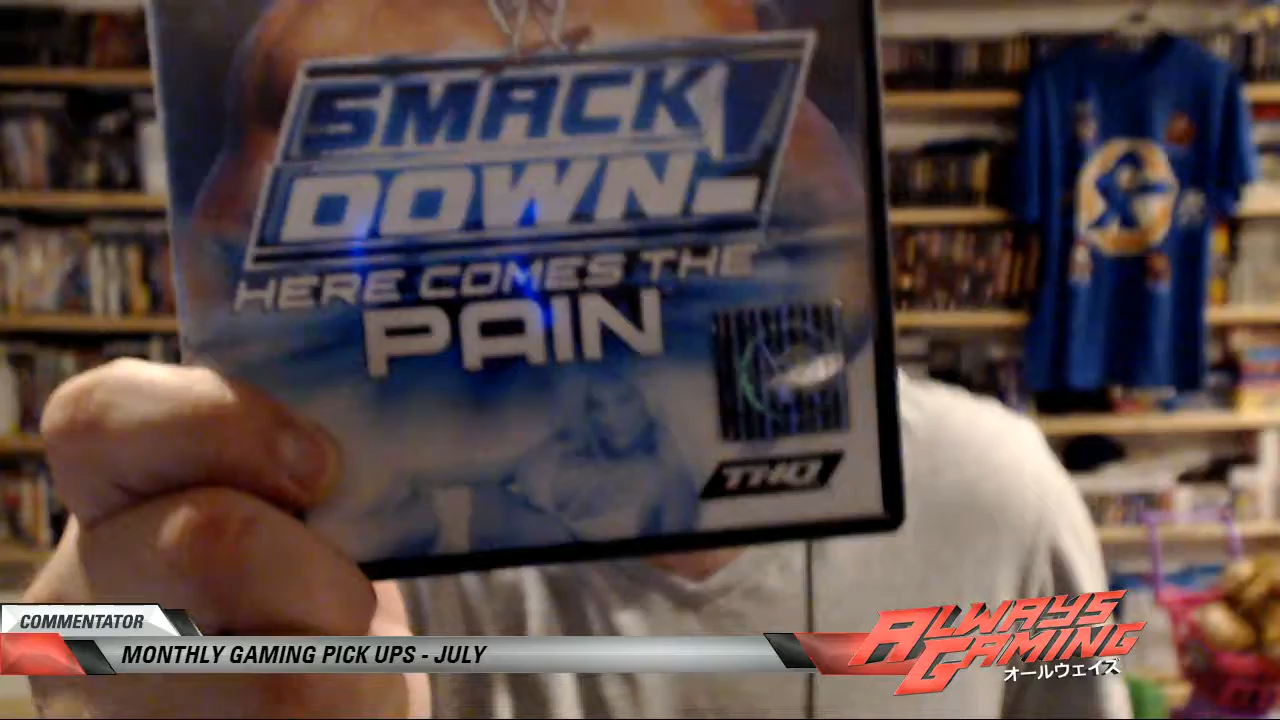 SMACK
DOWN!
HERE COMES THE
PAIN
THQ
COMMENTATOR
MONTHLY GAMING PICK UPS - JULY
ALWAYS
GAMING
オールウェイズ